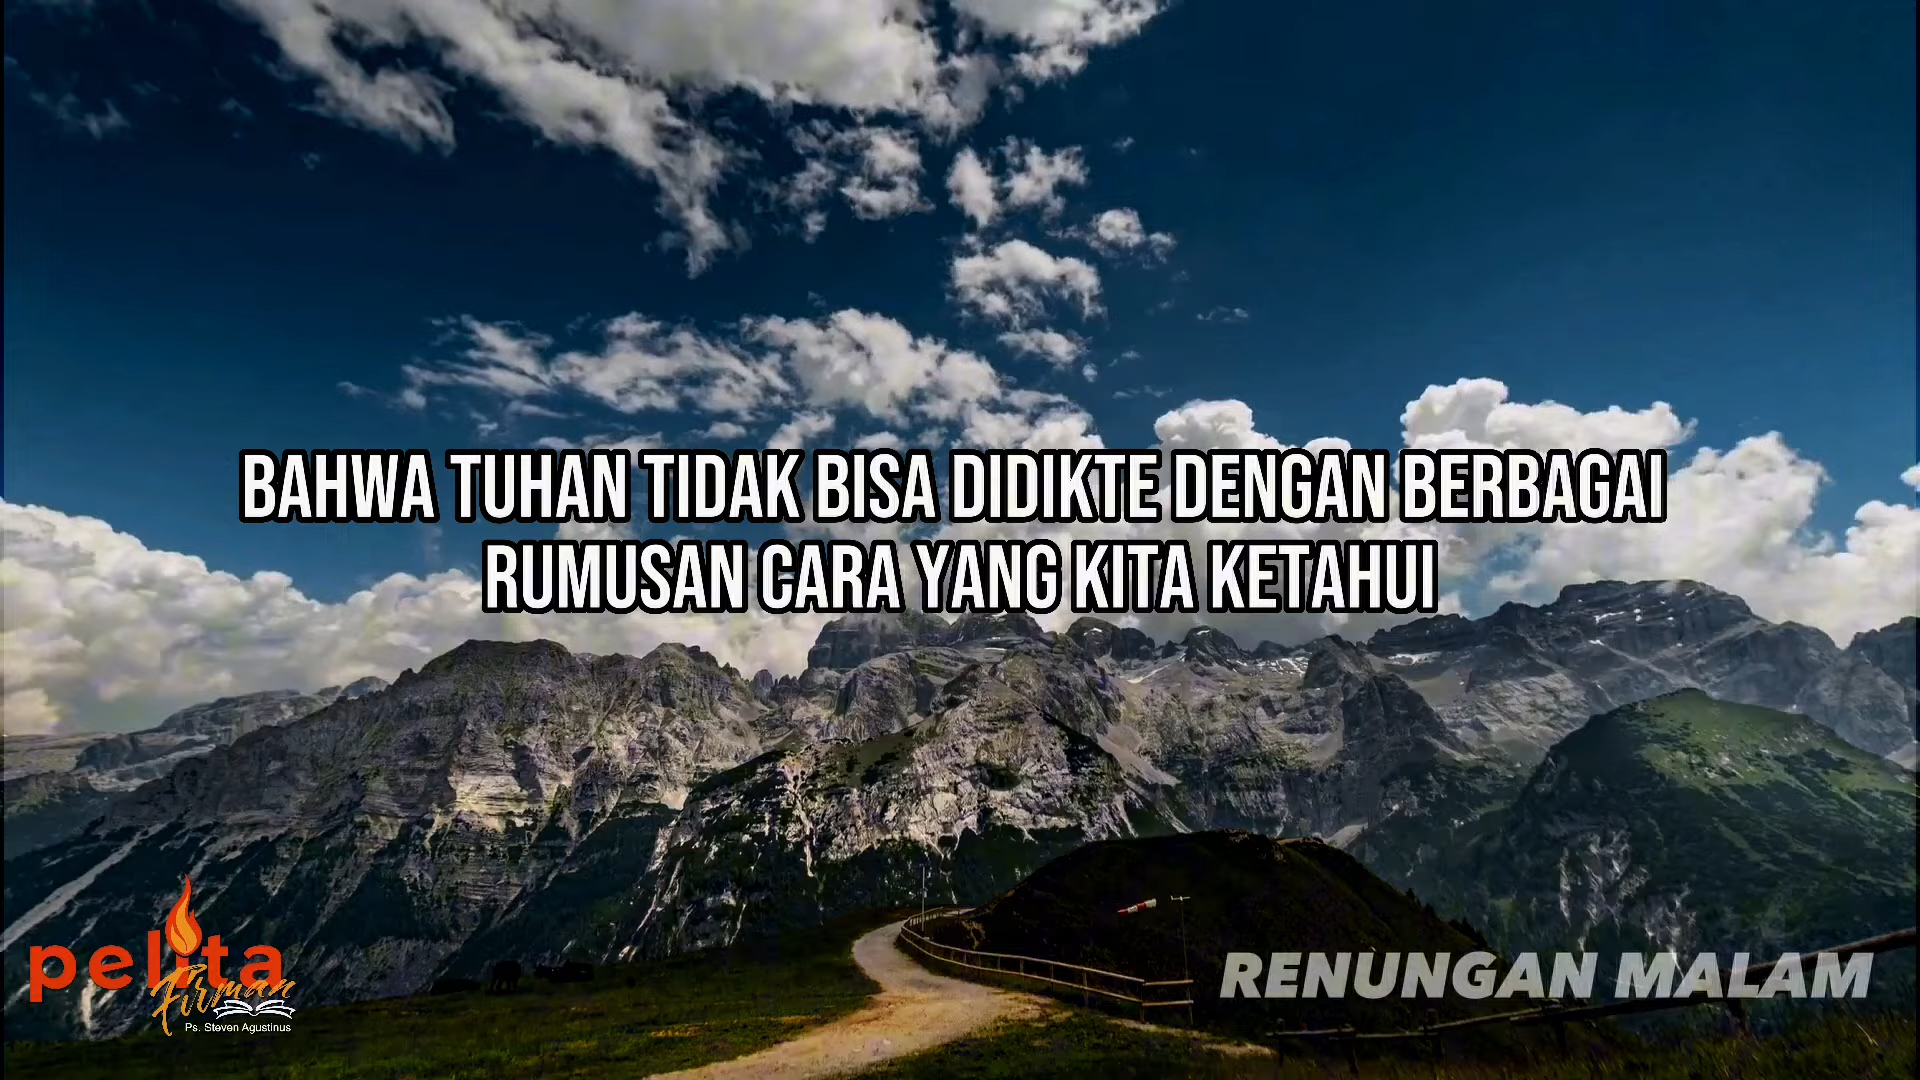 BAHWA TUHAN TIDAK BISA DIDIKTE DENGAN BERBAGAI
RUMUSAN CARA YANG KITA KETAHUI
pelita
Firman
Ps. Steven Agustinus
RENUNGAN MALAM